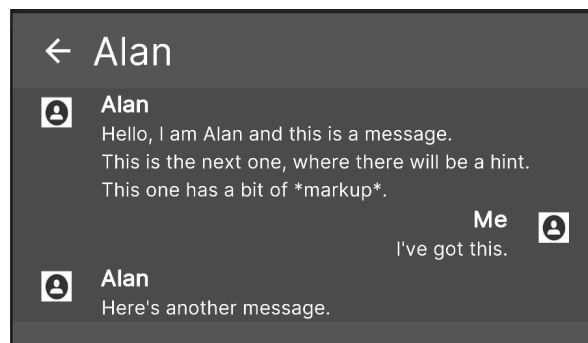 Alan
Alan
Hello, I am Alan and this is a message.
This is the next one, where there will be a hint.
This one has a bit of *markup*.
Me
I've got this.
Alan
Here's another message.